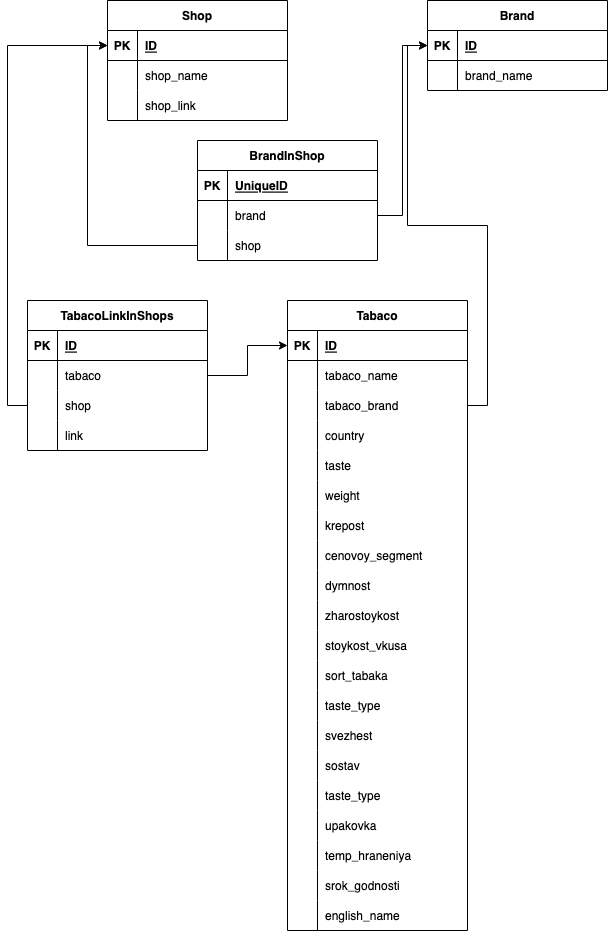 Shop
PK ID
shop_name
shop_link
Brand
PK ID
brand_name
BrandInShop
PK UniqueID
brand
shop
TabacoLinkInShops
PK ID
tabaco
shop
link
Tabaco
PK ID
tabaco_name
tabaco_brand
country
taste
weight
krepost
cenovoy_segment
dymnost
zharostoykost
stoykost_vkusa
sort_tabaka
taste_type
svezhest
sostav
taste_type
upakovka
temp_hraneniya
srok_godnosti
english_name